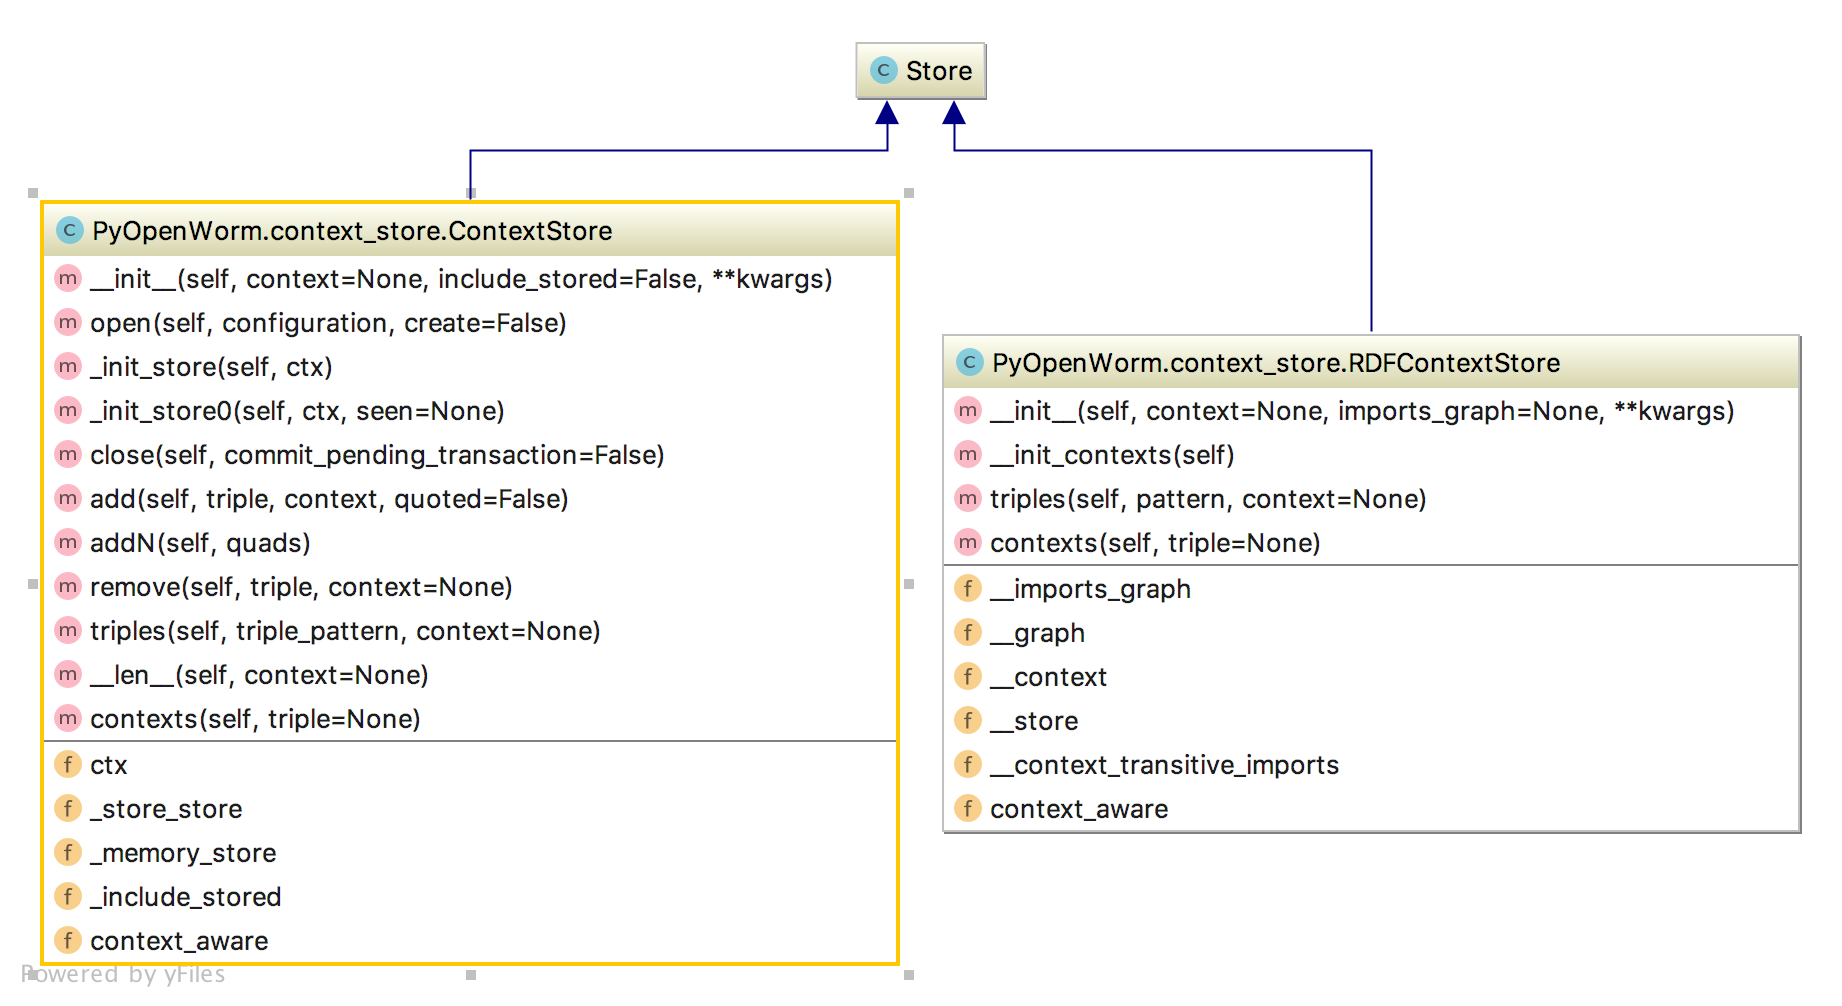 C Store
C PyOpenWorm.context_store.ContextStore
m __init__(self, context=None, include_stored=False, **kwargs)
m open(self, configuration, create=False)
m _init_store(self, ctx)
m _init_store0(self, ctx, seen=None)
m close(self, commit_pending_transaction=False)
m add(self, triple, context, quoted=False)
m addN(self, quads)
m remove(self, triple, context=None)
m triples(self, triple_pattern, context=None)
m __len__(self, context=None)
m contexts(self, triple=None)
f ctx
f _store_store
f _memory_store
f _include_stored
f context_aware
C PyOpenWorm.context_store.RDFContextStore
m __init__(self, context=None, imports_graph=None, **kwargs)
m __init_contexts(self)
m triples(self, pattern, context=None)
m contexts(self, triple=None)
f __imports_graph
f __graph
f __context
f __store
f __context_transitive_imports
f context_aware
Powered by yFiles